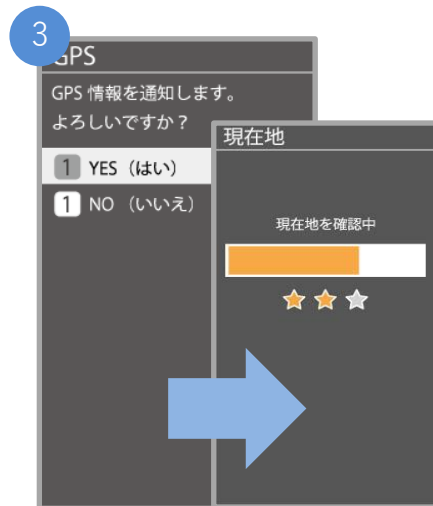 3
GPS
GPS 情報を通知します。
よろしいですか？
1 YES（はい）
1 NO （いいえ）
現在地
現在地を確認中